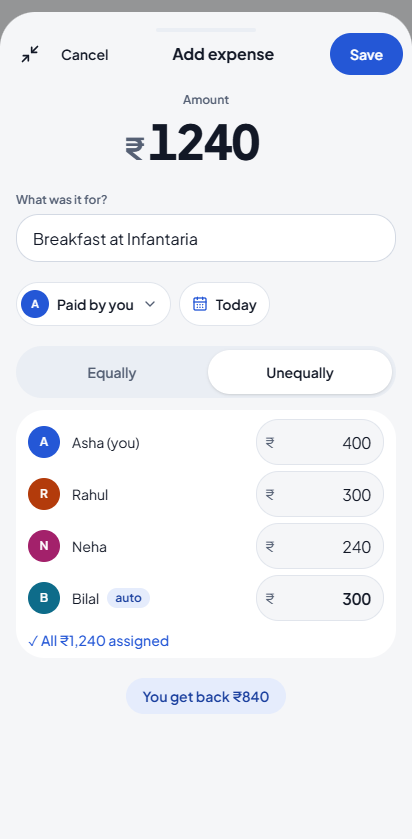 Cancel
Add expense
Save
Amount
₹1240
What was it for?
Breakfast at Infantaria
A Paid by you
Today
Equally
Unequally
A Asha (you) ₹ 400
R Rahul ₹ 300
N Neha ₹ 240
B Bilal auto ₹ 300
✓ All ₹1,240 assigned
You get back ₹840